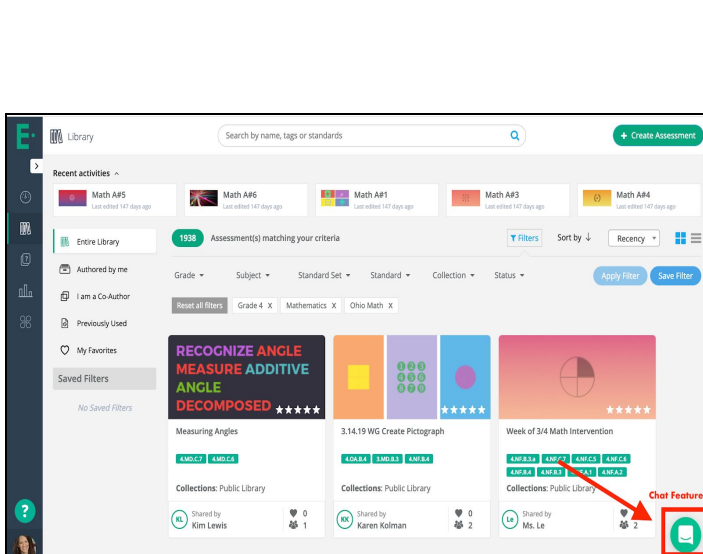 E·
Library
Search by name, tags or standards
+ Create Assessment
Recent activities
Math A#5
Last edited 147 days ago
Math A#6
Last edited 147 days ago
Math A#1
Last edited 147 days ago
Math A#3
Last edited 147 days ago
Math A#4
Last edited 147 days ago
Entire Library
Authored by me
I am a Co-Author
Previously Used
My Favorites
Saved Filters
No Saved Filters
1938 Assessment(s) matching your criteria
Filters
Sort by ↓
Recency
Grade Subject Standard Set Standard Collection Status
Apply Filter Save Filter
Reset all filters Grade 4 X Mathematics X Ohio Math X
RECOGNIZE ANGLE
MEASURE ADDITIVE
ANGLE
DECOMPOSED
Measuring Angles
4.MD.C.7 4.MD.C.6
Collections: Public Library
KL
Shared by
Kim Lewis
0
1
3.14.19 WG Create Pictograph
4.OA.B.4 3.MD.B.3 4.NF.B.4
Collections: Public Library
KK
Shared by
Karen Kolman
0
2
Week of 3/4 Math Intervention
4.NF.B.3.a 4.NF.C.7 4.NF.C.5 4.NF.C.6
4.NF.B.4 4.NF.B.3 4.NF.A.2
Collections: Public Library
Le
Shared by
Ms. Le
2
Chat Feature
?